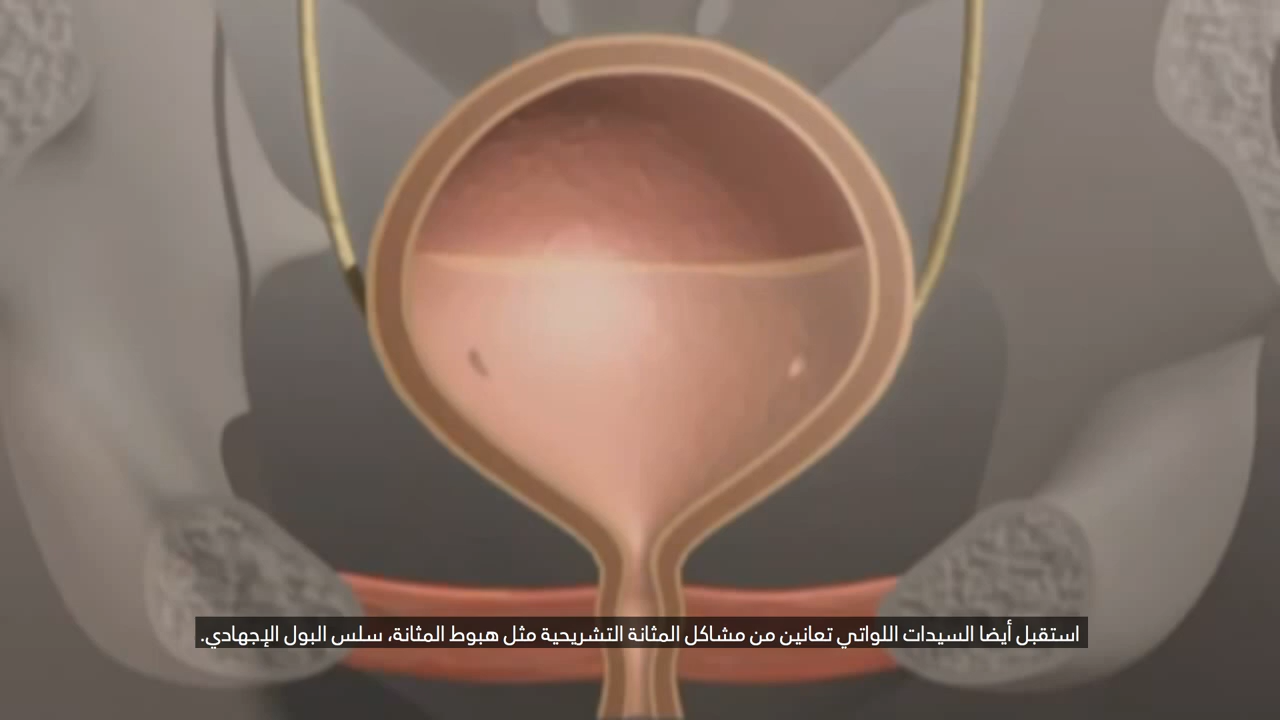 استقبل أيضا السيدات اللواتي تعانين من مشاكل المثانة التشريحية مثل هبوط المثانة، سلس البول الإجهادي.